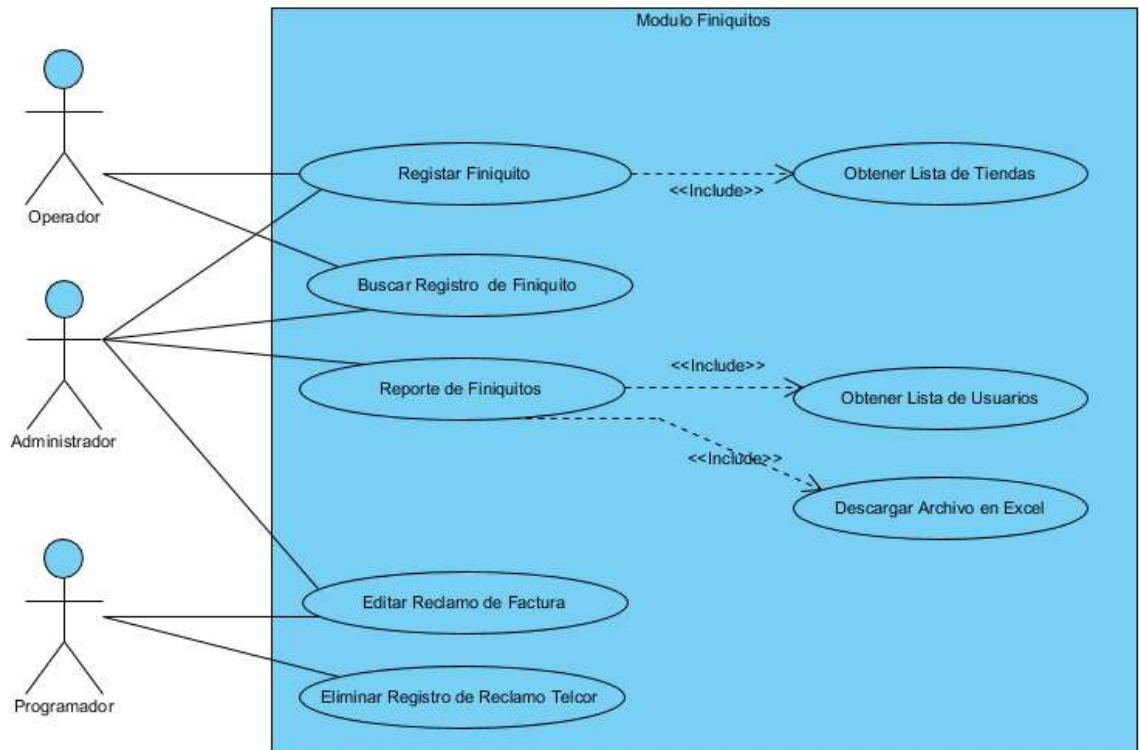 Modulo Finiquitos
Operador
Registar Finiquito
<<Include>>
Obtener Lista de Tiendas
Buscar Registro de Finiquito
Administrador
Reporte de Finiquitos
<<Include>>
Obtener Lista de Usuarios
<<Include>>
Descargar Archivo en Excel
Editar Reclamo de Factura
Programador
Eliminar Registro de Reclamo Telcor